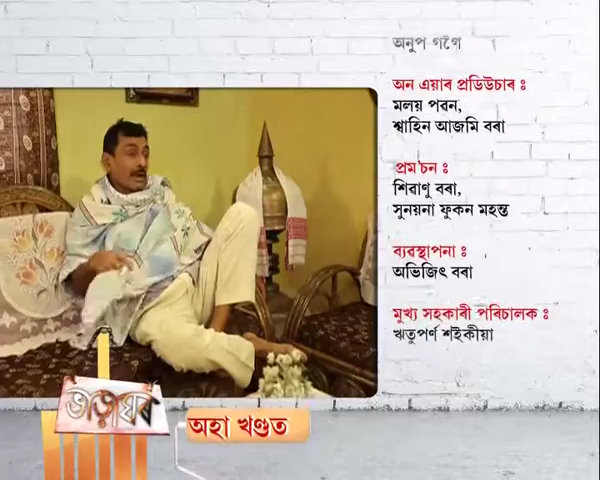 অনুপ গগৈ
অন এয়াৰ প্ৰডিউচাৰ :
মলয় পৱন,
শ্বাহিন আজমি বৰা
প্ৰম'চন :
শিৱাণু বৰা,
সুনয়না ফুকন মহন্ত
ব্যৱস্থাপনা :
অভিজিৎ বৰা
মুখ্য সহকাৰী পৰিচালক :
ঋতুপৰ্ণ শইকীয়া
ভাড়াঘৰ
অহা খণ্ডত